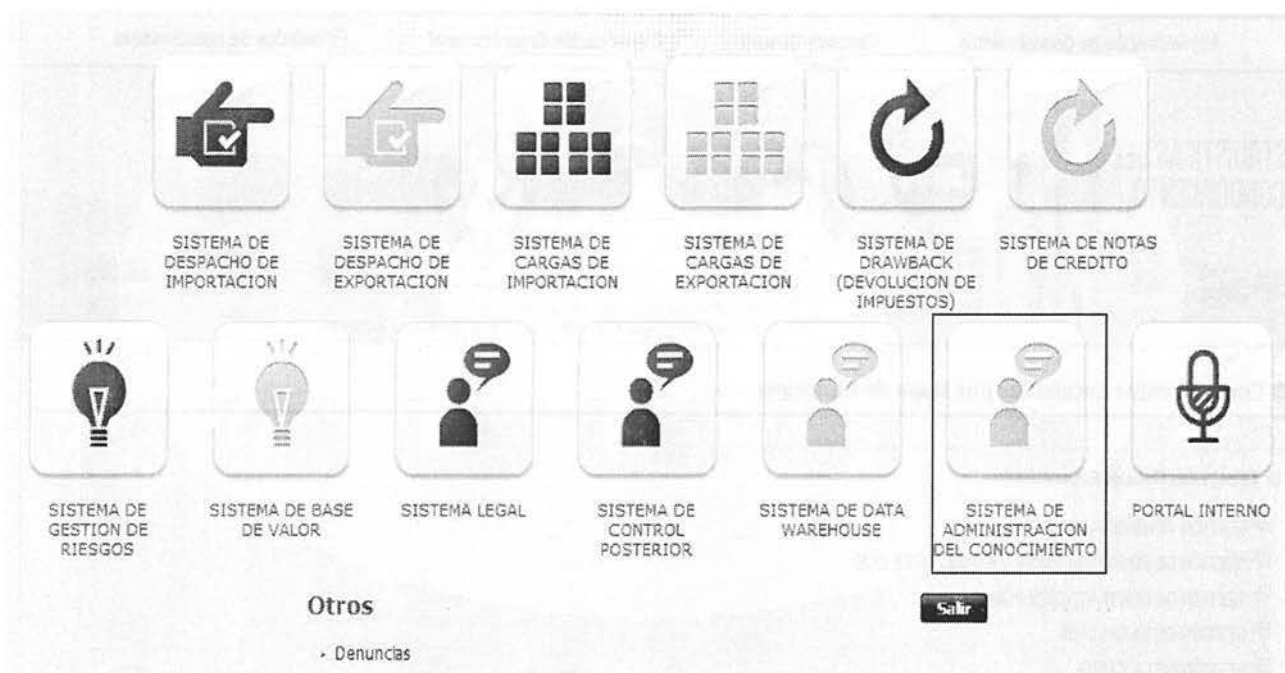 SISTEMA DE
DESPACHO DE
IMPORTACION
SISTEMA DE
DESPACHO DE
EXPORTACION
SISTEMA DE
CARGAS DE
IMPORTACION
SISTEMA DE
CARGAS DE
EXPORTACION
SISTEMA DE
DRAWBACK
(DEVOLUCION DE
IMPUESTOS)
SISTEMA DE NOTAS
DE CREDITO
SISTEMA DE
GESTION DE
RIESGOS
SISTEMA DE BASE
DE VALOR
SISTEMA LEGAL
SISTEMA DE
CONTROL
POSTERIOR
SISTEMA DE DATA
WAREHOUSE
SISTEMA DE
ADMINISTRACION
DEL CONOCIMIENTO
PORTAL INTERNO
Otros
Salir
Denuncias